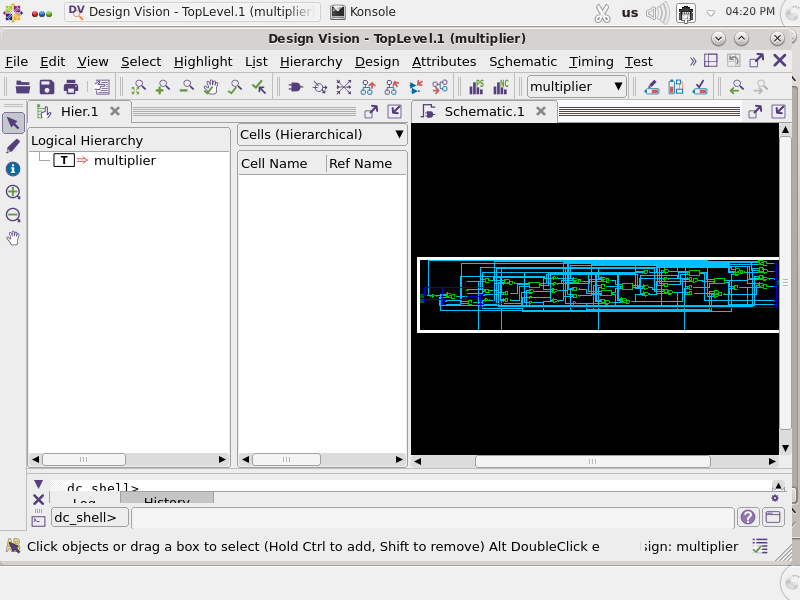 Design Vision - TopLevel.1 (multiplier
Konsole
us
04:20 PM
Design Vision - TopLevel.1 (multiplier)
File Edit View Select Highlight List Hierarchy Design Attributes Schematic Timing Test »
multiplier
Hier.1
Schematic.1
Logical Hierarchy
T multiplier
Cells (Hierarchical)
Cell Name Ref Name
dc_shell>
Log History
dc_shell>
Click objects or drag a box to select (Hold Ctrl to add, Shift to remove) Alt DoubleClick e
sign: multiplier